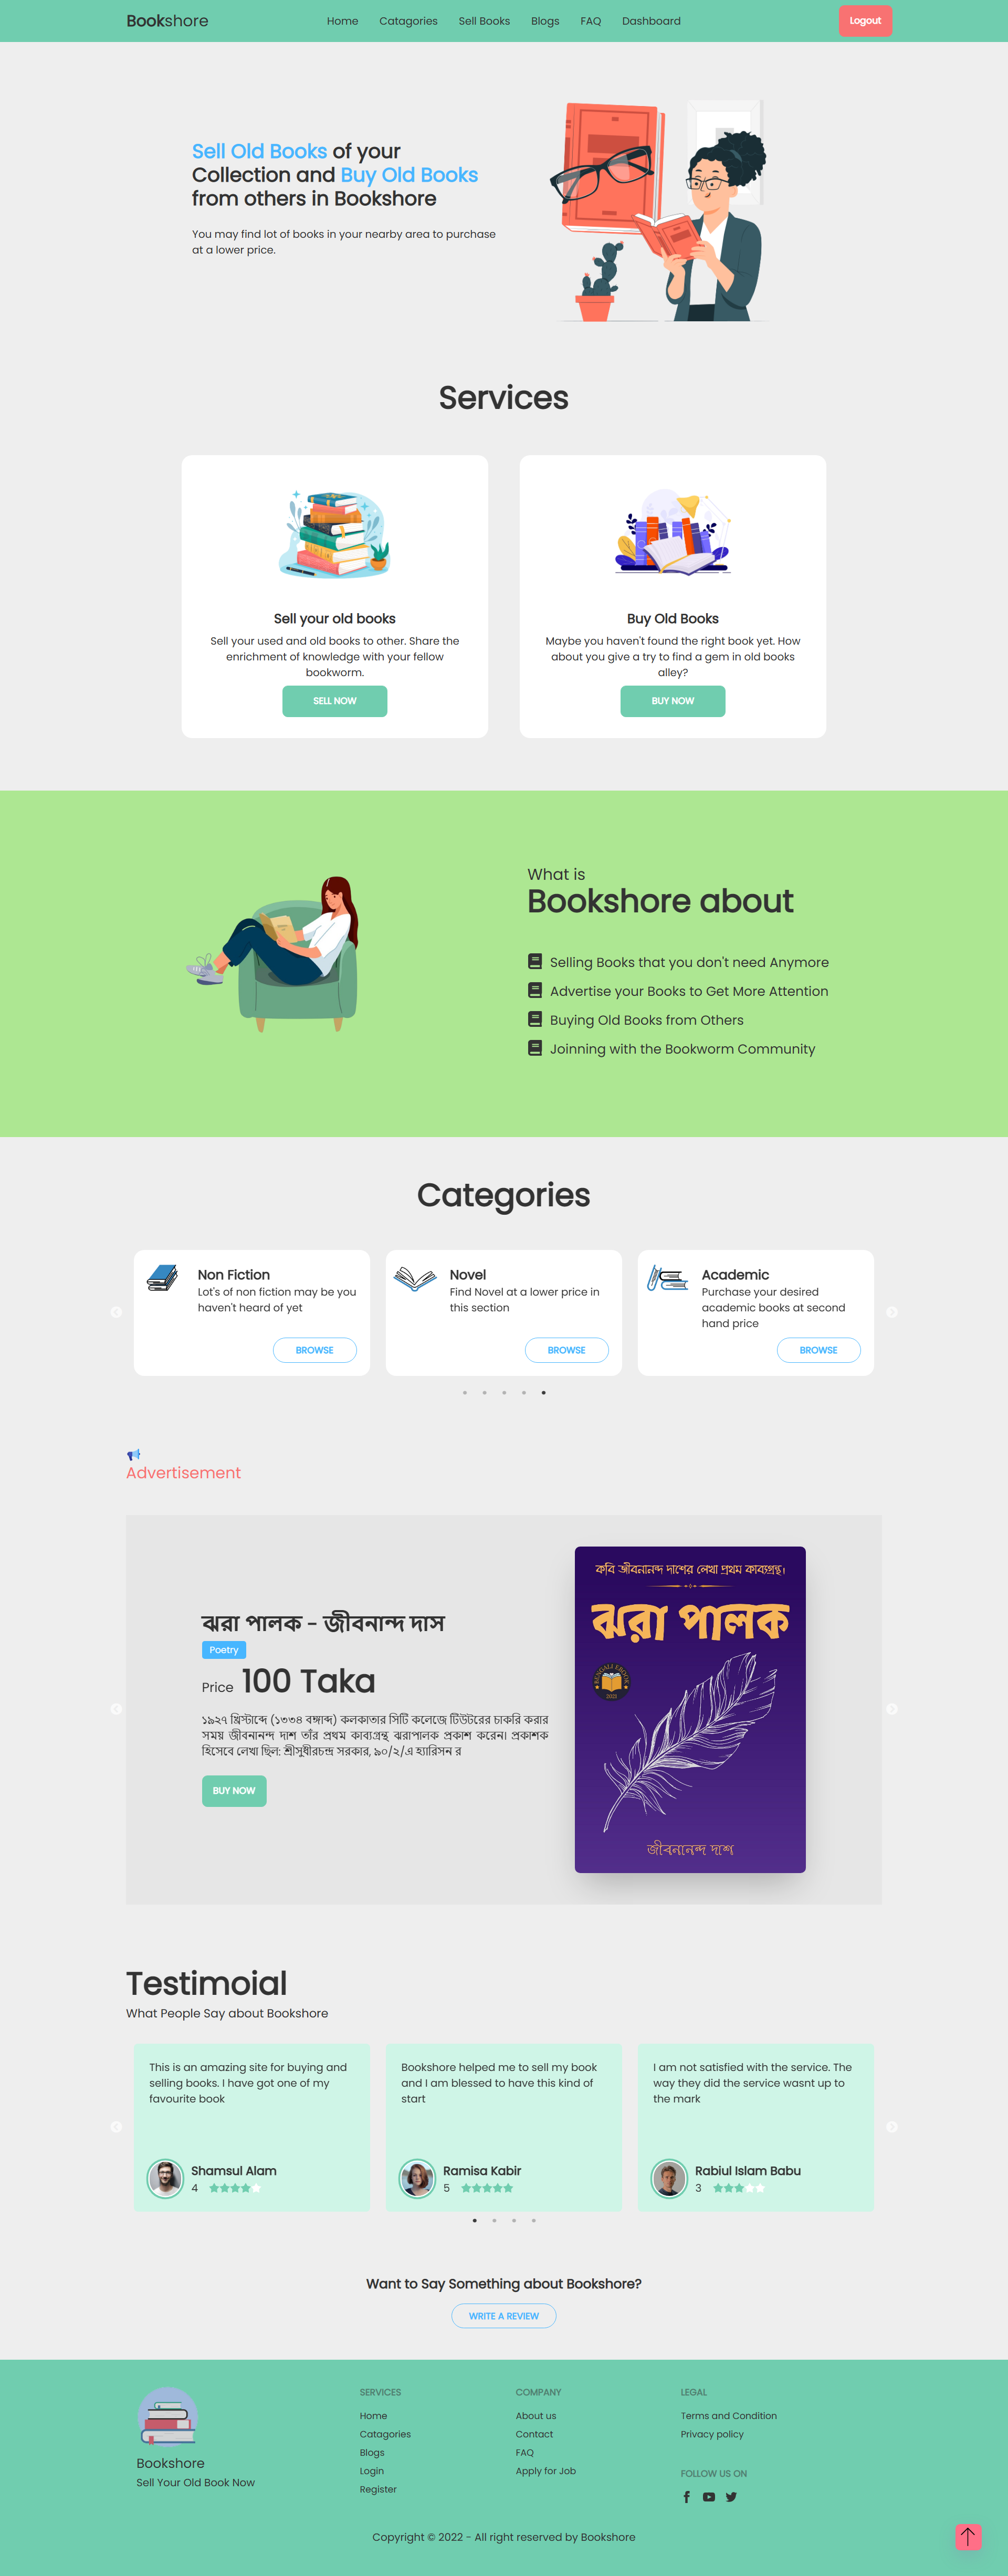 Bookshore
Home Catagories Sell Books Blogs FAQ Dashboard
Logout
Sell Old Books of your
Collection and Buy Old Books
from others in Bookshore
You may find lot of books in your nearby area to purchase
at a lower price.
Services
Sell your old books
Sell your used and old books to other. Share the
enrichment of knowledge with your fellow
bookworm.
SELL NOW
Buy Old Books
Maybe you haven't found the right book yet. How
about you give a try to find a gem in old books
alley?
BUY NOW
What is
Bookshore about
Selling Books that you don't need Anymore
Advertise your Books to Get More Attention
Buying Old Books from Others
Joinning with the Bookworm Community
Categories
Non Fiction
Lot's of non fiction may be you
haven't heard of yet
BROWSE
Novel
Find Novel at a lower price in
this section
BROWSE
Academic
Purchase your desired
academic books at second
hand price
BROWSE
Advertisement
ঝরা পালক - জীবনানন্দ দাস
Poetry
Price 100 Taka
১৯২৭ খ্রিস্টাব্দে (১৩৩৪ বঙ্গাব্দ) কলকাতার সিটি কলেজে টিউটরের চাকরি করার
সময় জীবনানন্দ দাশ তাঁর প্রথম কাব্যগ্রন্থ ঝরাপালক প্রকাশ করেন। প্রকাশক
হিসেবে লেখা ছিল: শ্রীসুধীরচন্দ্র সরকার, ৯০/২/এ হ্যারিসন র
BUY NOW
কবি জীবনানন্দ দাশের লেখা প্রথম কাব্যগ্রন্থ।
ঝরা পালক
BENGALI EBOOK
2021
জীবনানন্দ দাশ
Testimoial
What People Say about Bookshore
This is an amazing site for buying and
selling books. I have got one of my
favourite book
Shamsul Alam
4
Bookshore helped me to sell my book
and I am blessed to have this kind of
start
Ramisa Kabir
5
I am not satisfied with the service. The
way they did the service wasnt up to
the mark
Rabiul Islam Babu
3
Want to Say Something about Bookshore?
WRITE A REVIEW
Bookshore
Sell Your Old Book Now
SERVICES
Home
Catagories
Blogs
Login
Register
COMPANY
About us
Contact
FAQ
Apply for Job
LEGAL
Terms and Condition
Privacy policy
FOLLOW US ON
Copyright © 2022 - All right reserved by Bookshore